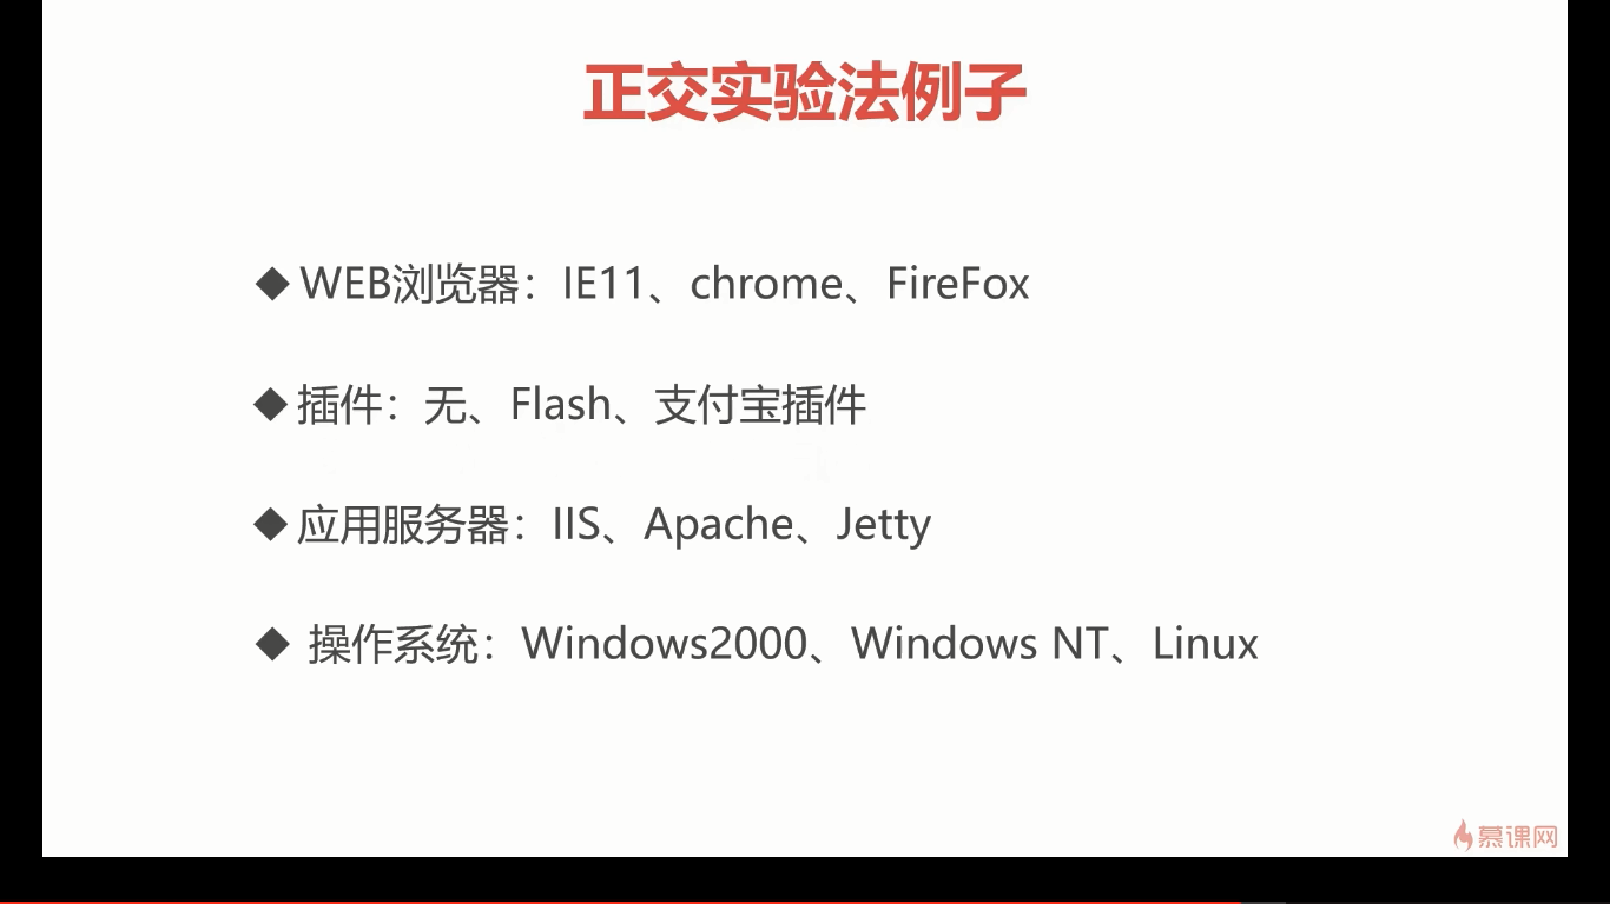 正交实验法例子
◆ WEB浏览器：IE11、chrome、FireFox
◆ 插件：无、Flash、支付宝插件
◆ 应用服务器：IIS、Apache、Jetty
◆ 操作系统：Windows2000、Windows NT、Linux
慕课网